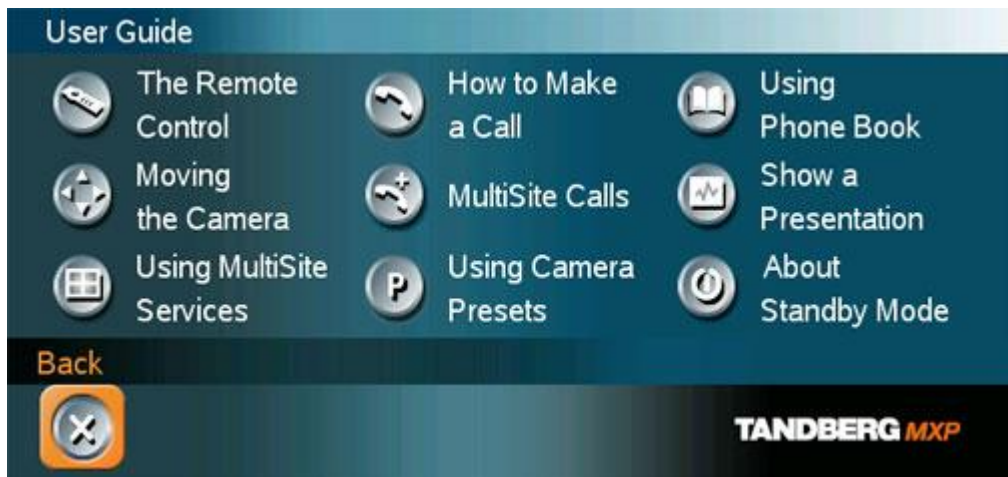 User Guide
The Remote
Control
How to Make
a Call
Using
Phone Book
Moving
the Camera
MultiSite Calls
Show a
Presentation
Using MultiSite
Services
P
Using Camera
Presets
About
Standby Mode
Back
TANDBERG MXP